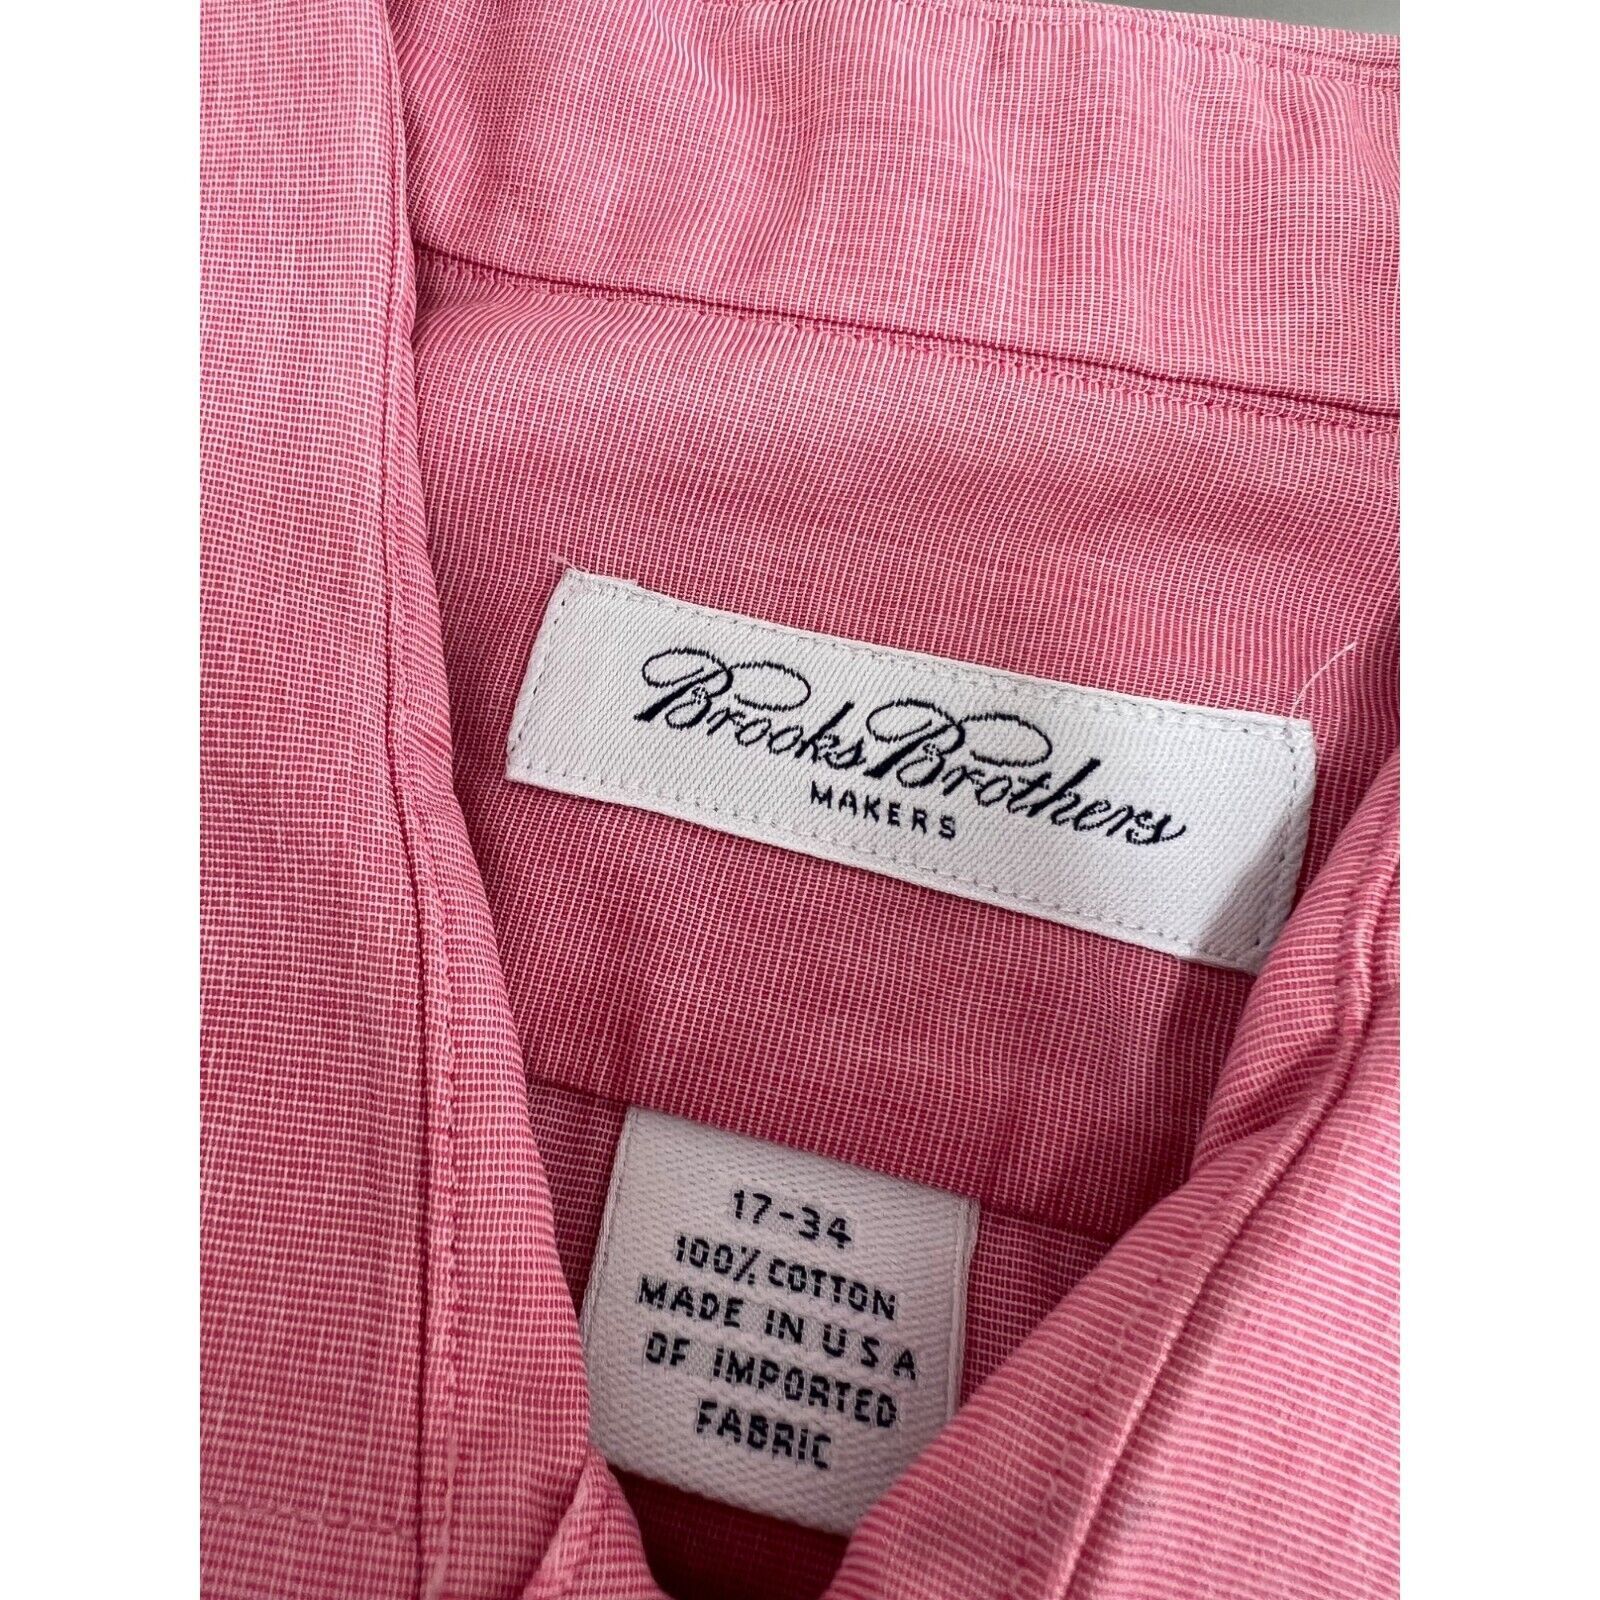 Brooks Brothers
MAKERS
17-34
100% COTTON
MADE IN U S A
OF IMPORTED
FABRIC